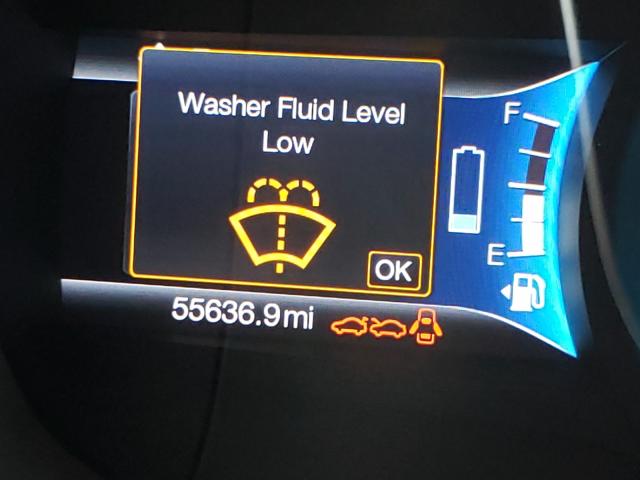 Washer Fluid Level
Low
OK
F
E
55636.9mi